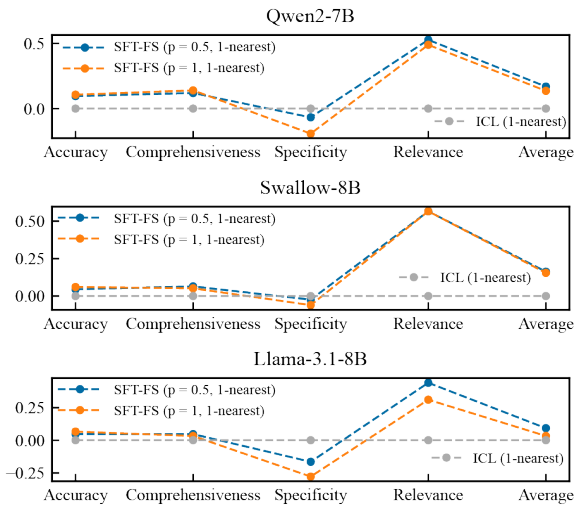 Qwen2-7B
0.5
SFT-FS (p = 0.5, 1-nearest)
SFT-FS (p = 1, 1-nearest)
0.0
ICL (1-nearest)
Accuracy Comprehensiveness Specificity Relevance Average
Swallow-8B
0.50
SFT-FS (p = 0.5, 1-nearest)
SFT-FS (p = 1, 1-nearest)
0.25
ICL (1-nearest)
0.00
Accuracy Comprehensiveness Specificity Relevance Average
Llama-3.1-8B
SFT-FS (p = 0.5, 1-nearest)
0.25
SFT-FS (p = 1, 1-nearest)
0.00
ICL (1-nearest)
−0.25
Accuracy Comprehensiveness Specificity Relevance Average